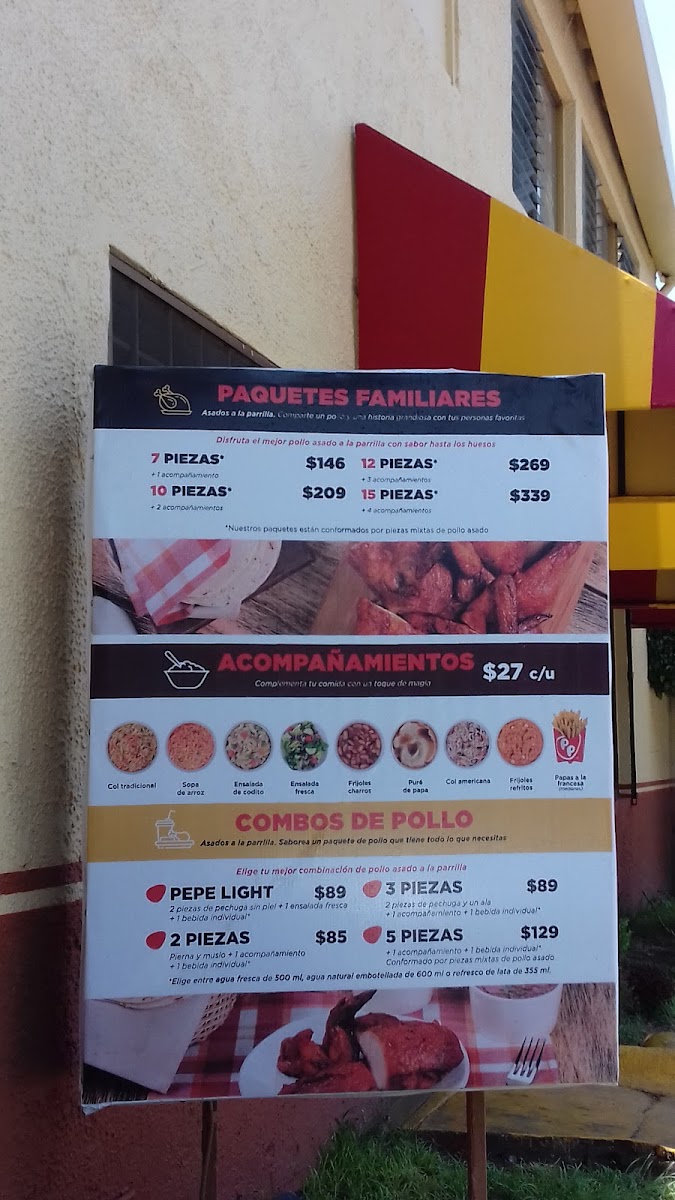 PAQUETES FAMILIARES
Asados a la parrilla. Comparte un pollo y una historia grandiosa con tus personas favoritas
Disfruta el mejor pollo asado a la parrilla con sabor hasta los huesos
7 PIEZAS* $146
+ 1 acompañamiento
12 PIEZAS* $269
+ 3 acompañamientos
10 PIEZAS* $209
+ 2 acompañamientos
15 PIEZAS* $339
+ 4 acompañamientos
*Nuestros paquetes están conformados por piezas mixtas de pollo asado
ACOMPAÑAMIENTOS $27 c/u
Complementa tu comida con un toque de magia
Col tradicional
Sopa
de arroz
Ensalada
de codito
Ensalada
fresca
Frijoles
charros
Puré
de papa
Col americana
Frijoles
refritos
PP
Papas a la
francesa
(medianas)
COMBOS DE POLLO
Asados a la parrilla. Saborea un paquete de pollo que tiene todo lo que necesitas
Elige tu mejor combinación de pollo asado a la parrilla
PEPE LIGHT $89
2 piezas de pechuga sin piel + 1 ensalada fresca
+ 1 bebida individual*
3 PIEZAS $89
2 piezas de pechuga y un ala
+ 1 acompañamiento + 1 bebida individual*
2 PIEZAS $85
Pierna y muslo + 1 acompañamiento
+ 1 bebida individual*
5 PIEZAS $129
+ 1 acompañamiento + 1 bebida individual*
Conformado por piezas mixtas de pollo asado
*Elige entre agua fresca de 500 ml, agua natural embotellada de 600 ml o refresco de lata de 355 ml.